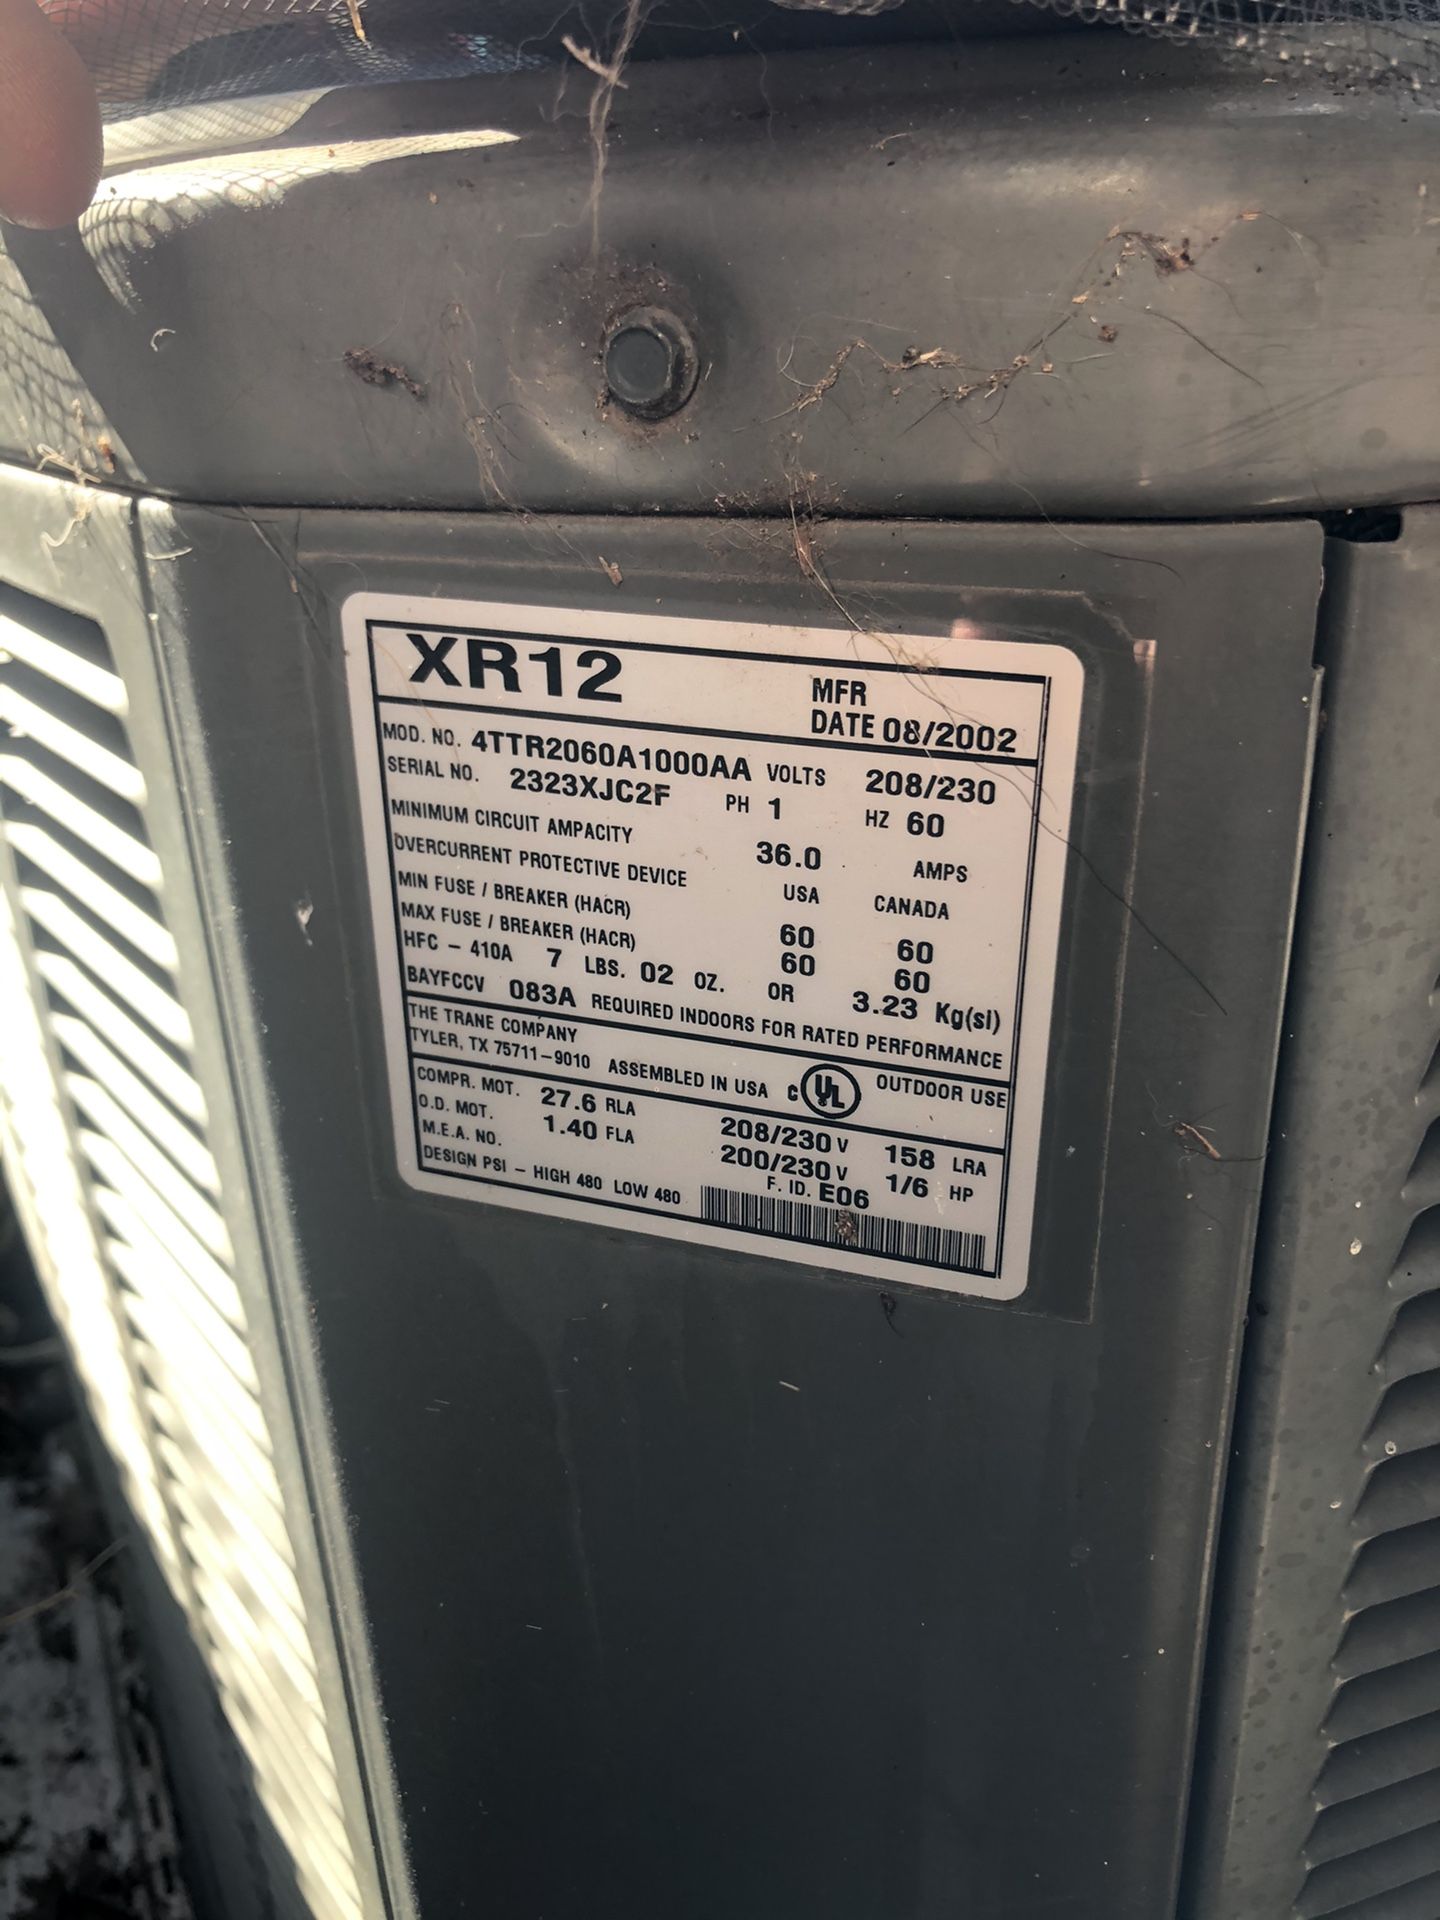 XR12
MFR
DATE 08/2002
MOD. NO. 4TTR2060A1000AA VOLTS 208/230
SERIAL NO. 2323XJC2F PH 1 HZ 60
MINIMUM CIRCUIT AMPACITY 36.0 AMPS
OVERCURRENT PROTECTIVE DEVICE USA CANADA
MIN FUSE / BREAKER (HACR) 60 60
MAX FUSE / BREAKER (HACR) 60 60
HFC - 410A 7 LBS. 02 OZ. OR 3.23 Kg(si)
BAYFCCV 083A REQUIRED INDOORS FOR RATED PERFORMANCE
THE TRANE COMPANY
TYLER, TX 75711-9010 ASSEMBLED IN USA C UL OUTDOOR USE
COMPR. MOT. 27.6 RLA 208/230 V 158 LRA
O.D. MOT. 1.40 FLA 200/230 V 1/6 HP
M.E.A. NO. F. ID. E06
DESIGN PSI - HIGH 480 LOW 480